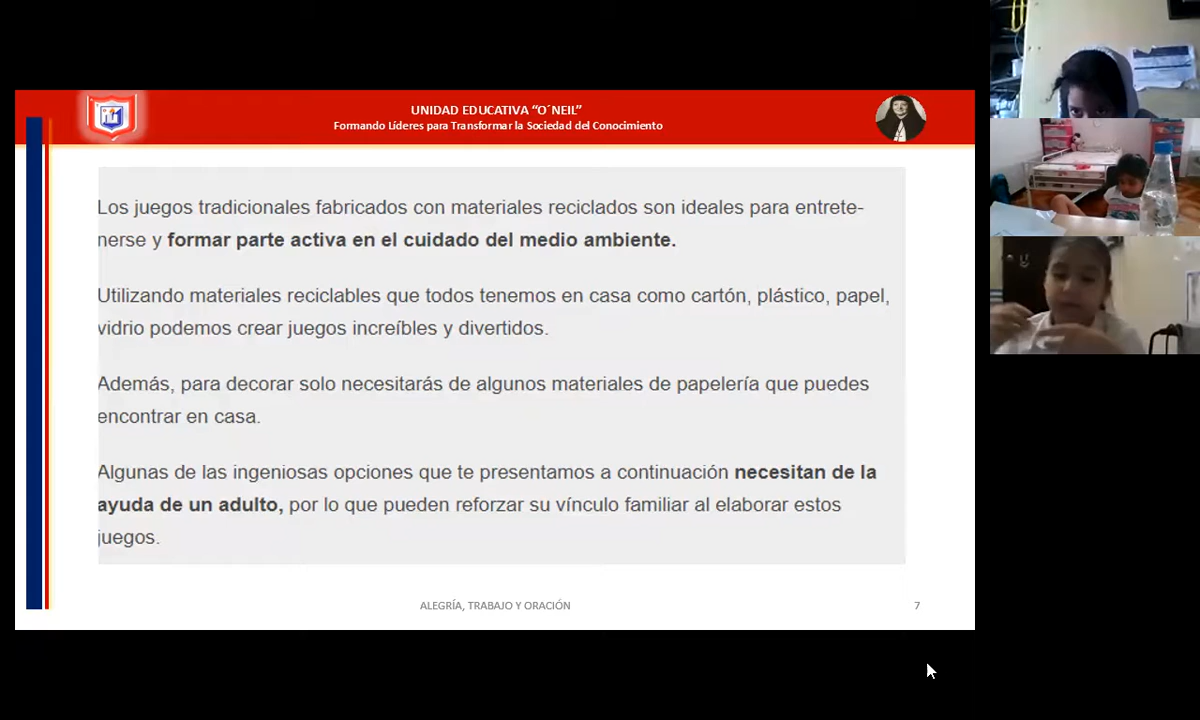 UNIDAD EDUCATIVA “O´NEIL”
Formando Líderes para Transformar la Sociedad del Conocimiento
Los juegos tradicionales fabricados con materiales reciclados son ideales para entrete-
nerse y formar parte activa en el cuidado del medio ambiente.
Utilizando materiales reciclables que todos tenemos en casa como cartón, plástico, papel,
vidrio podemos crear juegos increíbles y divertidos.
Además, para decorar solo necesitarás de algunos materiales de papelería que puedes
encontrar en casa.
Algunas de las ingeniosas opciones que te presentamos a continuación necesitan de la
ayuda de un adulto, por lo que pueden reforzar su vínculo familiar al elaborar estos
juegos.
ALEGRÍA, TRABAJO Y ORACIÓN
7